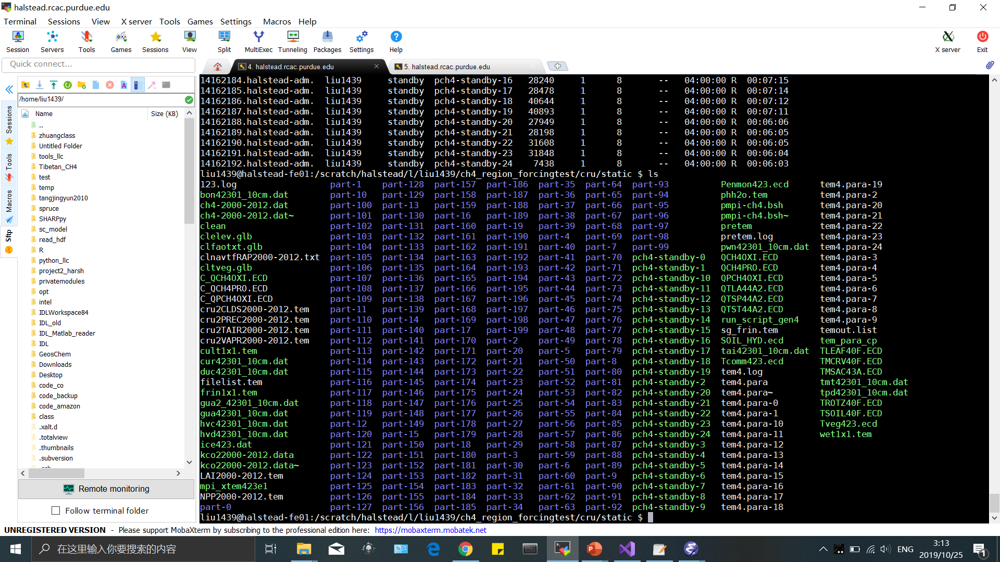 halstead.rcac.purdue.edu
Terminal Sessions View X server Tools Games Settings Macros Help
Session Servers Tools Games Sessions View Split MultiExec Tunneling Packages Settings Help X server Exit
Quick connect...
4. halstead.rcac.purdue.edu 5. halstead.rcac.purdue.edu
Sessions
Tools
Macros
Sftp
/home/liu1439/
Name Size (KB)
..
zhuangclass
Untitled Folder
tools_llc
Tibetan_CH4
test
temp
tangjingyun2010
spruce
SHARPpy
sc_model
read_hdf
R
python_llc
project2_harsh
privatemodules
opt
intel
IDLWorkspace84
IDL_old
IDL_Matlab_reader
IDL
GeosChem
Downloads
Desktop
code_co
code_backup
code_amazon
class
.xalt.d
.totalview
.thumbnails
.subversion
Remote monitoring
Follow terminal folder
14162184.halstead-adm. liu1439 standby pch4-standby-16 28240 1 8 -- 04:00:00 R 00:07:15
14162185.halstead-adm. liu1439 standby pch4-standby-17 28478 1 8 -- 04:00:00 R 00:07:14
14162186.halstead-adm. liu1439 standby pch4-standby-18 40644 1 8 -- 04:00:00 R 00:07:12
14162187.halstead-adm. liu1439 standby pch4-standby-19 40893 1 8 -- 04:00:00 R 00:07:11
14162188.halstead-adm. liu1439 standby pch4-standby-20 27949 1 8 -- 04:00:00 R 00:06:06
14162189.halstead-adm. liu1439 standby pch4-standby-21 28198 1 8 -- 04:00:00 R 00:06:05
14162190.halstead-adm. liu1439 standby pch4-standby-22 31608 1 8 -- 04:00:00 R 00:06:05
14162191.halstead-adm. liu1439 standby pch4-standby-23 31848 1 8 -- 04:00:00 R 00:06:04
14162192.halstead-adm. liu1439 standby pch4-standby-24 7438 1 8 -- 04:00:00 R 00:06:03
liu1439@halstead-fe01:/scratch/halstead/l/liu1439/ch4_region_forcingtest/cru/static $ ls
123.log part-1 part-128 part-157 part-186 part-35 part-64 part-93 Penmon423.ecd tem4.para-19
bon42301_10cm.dat part-10 part-129 part-158 part-187 part-36 part-65 part-94 phh2o.tem tem4.para-2
ch4-2000-2012.dat part-100 part-13 part-159 part-188 part-37 part-66 part-95 pmpi-ch4.bsh tem4.para-20
ch4-2000-2012.dat~ part-101 part-130 part-16 part-189 part-38 part-67 part-96 pmpi-ch4.bsh~ tem4.para-21
clean part-102 part-131 part-160 part-19 part-39 part-68 part-97 pretem tem4.para-22
clelev.glb part-103 part-132 part-161 part-190 part-4 part-69 part-98 pretem.log tem4.para-23
clfaotxt.glb part-104 part-133 part-162 part-191 part-40 part-7 part-99 pwn42301_10cm.dat tem4.para-24
clnavtfRAP2000-2012.txt part-105 part-134 part-163 part-192 part-41 part-70 pch4-standby-0 QCH4OXI.ECD tem4.para-3
cltveg.glb part-106 part-135 part-164 part-193 part-42 part-71 pch4-standby-1 QCH4PRO.ECD tem4.para-4
C_QCH4OXI.ECD part-107 part-136 part-165 part-194 part-43 part-72 pch4-standby-10 QPCH4OXI.ECD tem4.para-5
C_QCH4PRO.ECD part-108 part-137 part-166 part-195 part-44 part-73 pch4-standby-11 QTLA44A2.ECD tem4.para-6
C_QPCH4OXI.ECD part-109 part-138 part-167 part-196 part-45 part-74 pch4-standby-12 QTSP44A2.ECD tem4.para-7
cru2CLDS2000-2012.tem part-11 part-139 part-168 part-197 part-46 part-75 pch4-standby-13 QTST44A2.ECD tem4.para-8
cru2PREC2000-2012.tem part-110 part-14 part-169 part-198 part-47 part-76 pch4-standby-14 run_script_gen4 tem4.para-9
cru2TAIR2000-2012.tem part-111 part-140 part-17 part-199 part-48 part-77 pch4-standby-15 sg_frin.tem temout.list
cru2VAPR2000-2012.tem part-112 part-141 part-170 part-2 part-49 part-78 pch4-standby-16 SOIL_HYD.ecd tem_para_cp
cult1x1.tem part-113 part-142 part-171 part-20 part-5 part-79 pch4-standby-17 tai42301_10cm.dat TLEAF40F.ECD
cur42301_10cm.dat part-114 part-143 part-172 part-21 part-50 part-8 pch4-standby-18 Tcomm423.ecd TMCRV40F.ECD
duc42301_10cm.dat part-115 part-144 part-173 part-22 part-51 part-80 pch4-standby-19 tem4.log TMSAC43A.ECD
filelist.tem part-116 part-145 part-174 part-23 part-52 part-81 pch4-standby-2 tem4.para tmt42301_10cm.dat
frin1x1.tem part-117 part-146 part-175 part-24 part-53 part-82 pch4-standby-20 tem4.para~ tpd42301_10cm.dat
gua2_42301_10cm.dat part-118 part-147 part-176 part-25 part-54 part-83 pch4-standby-21 tem4.para-0 TROTZ40F.ECD
gua42301_10cm.dat part-119 part-148 part-177 part-26 part-55 part-84 pch4-standby-22 tem4.para-1 TSOIL40F.ECD
hvc42301_10cm.dat part-12 part-149 part-178 part-27 part-56 part-85 pch4-standby-23 tem4.para-10 Tveg423.ecd
hvd42301_10cm.dat part-120 part-15 part-179 part-28 part-57 part-86 pch4-standby-24 tem4.para-11 wet1x1.tem
ice423.dat part-121 part-150 part-18 part-29 part-58 part-87 pch4-standby-3 tem4.para-12
kco22000-2012.data part-122 part-151 part-180 part-3 part-59 part-88 pch4-standby-4 tem4.para-13
kco22000-2012.data~ part-123 part-152 part-181 part-30 part-6 part-89 pch4-standby-5 tem4.para-14
LAI2000-2012.tem part-124 part-153 part-182 part-31 part-60 part-9 pch4-standby-6 tem4.para-15
mpi_xtem423e1 part-125 part-154 part-183 part-32 part-61 part-90 pch4-standby-7 tem4.para-16
NPP2000-2012.tem part-126 part-155 part-184 part-33 part-62 part-91 pch4-standby-8 tem4.para-17
part-0 part-127 part-156 part-185 part-34 part-63 part-92 pch4-standby-9 tem4.para-18
liu1439@halstead-fe01:/scratch/halstead/l/liu1439/ch4_region_forcingtest/cru/static $
UNREGISTERED VERSION - Please support MobaXterm by subscribing to the professional edition here: https://mobaxterm.mobatek.net
在这里输入你要搜索的内容
ENG
3:13
2019/10/25
1